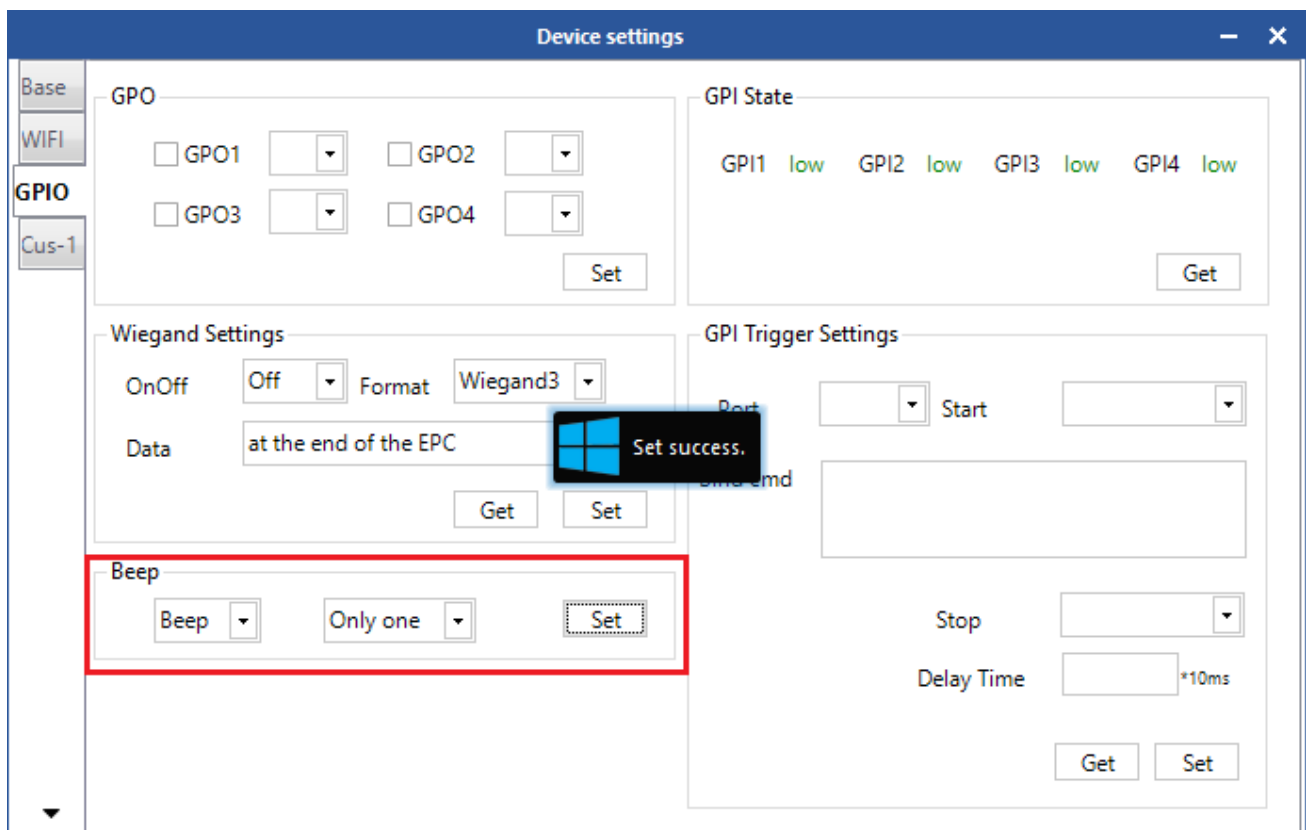 Device settings
Base
WIFI
GPIO
Cus-1
GPO
GPO1
GPO2
GPO3
GPO4
Set
GPI State
GPI1 low GPI2 low GPI3 low GPI4 low
Get
Wiegand Settings
OnOff Off Format Wiegand3
Data at the end of the EPC
Get Set
Set success.
Beep
Beep Only one Set
GPI Trigger Settings
Port Start
cmd
Stop
Delay Time *10ms
Get Set